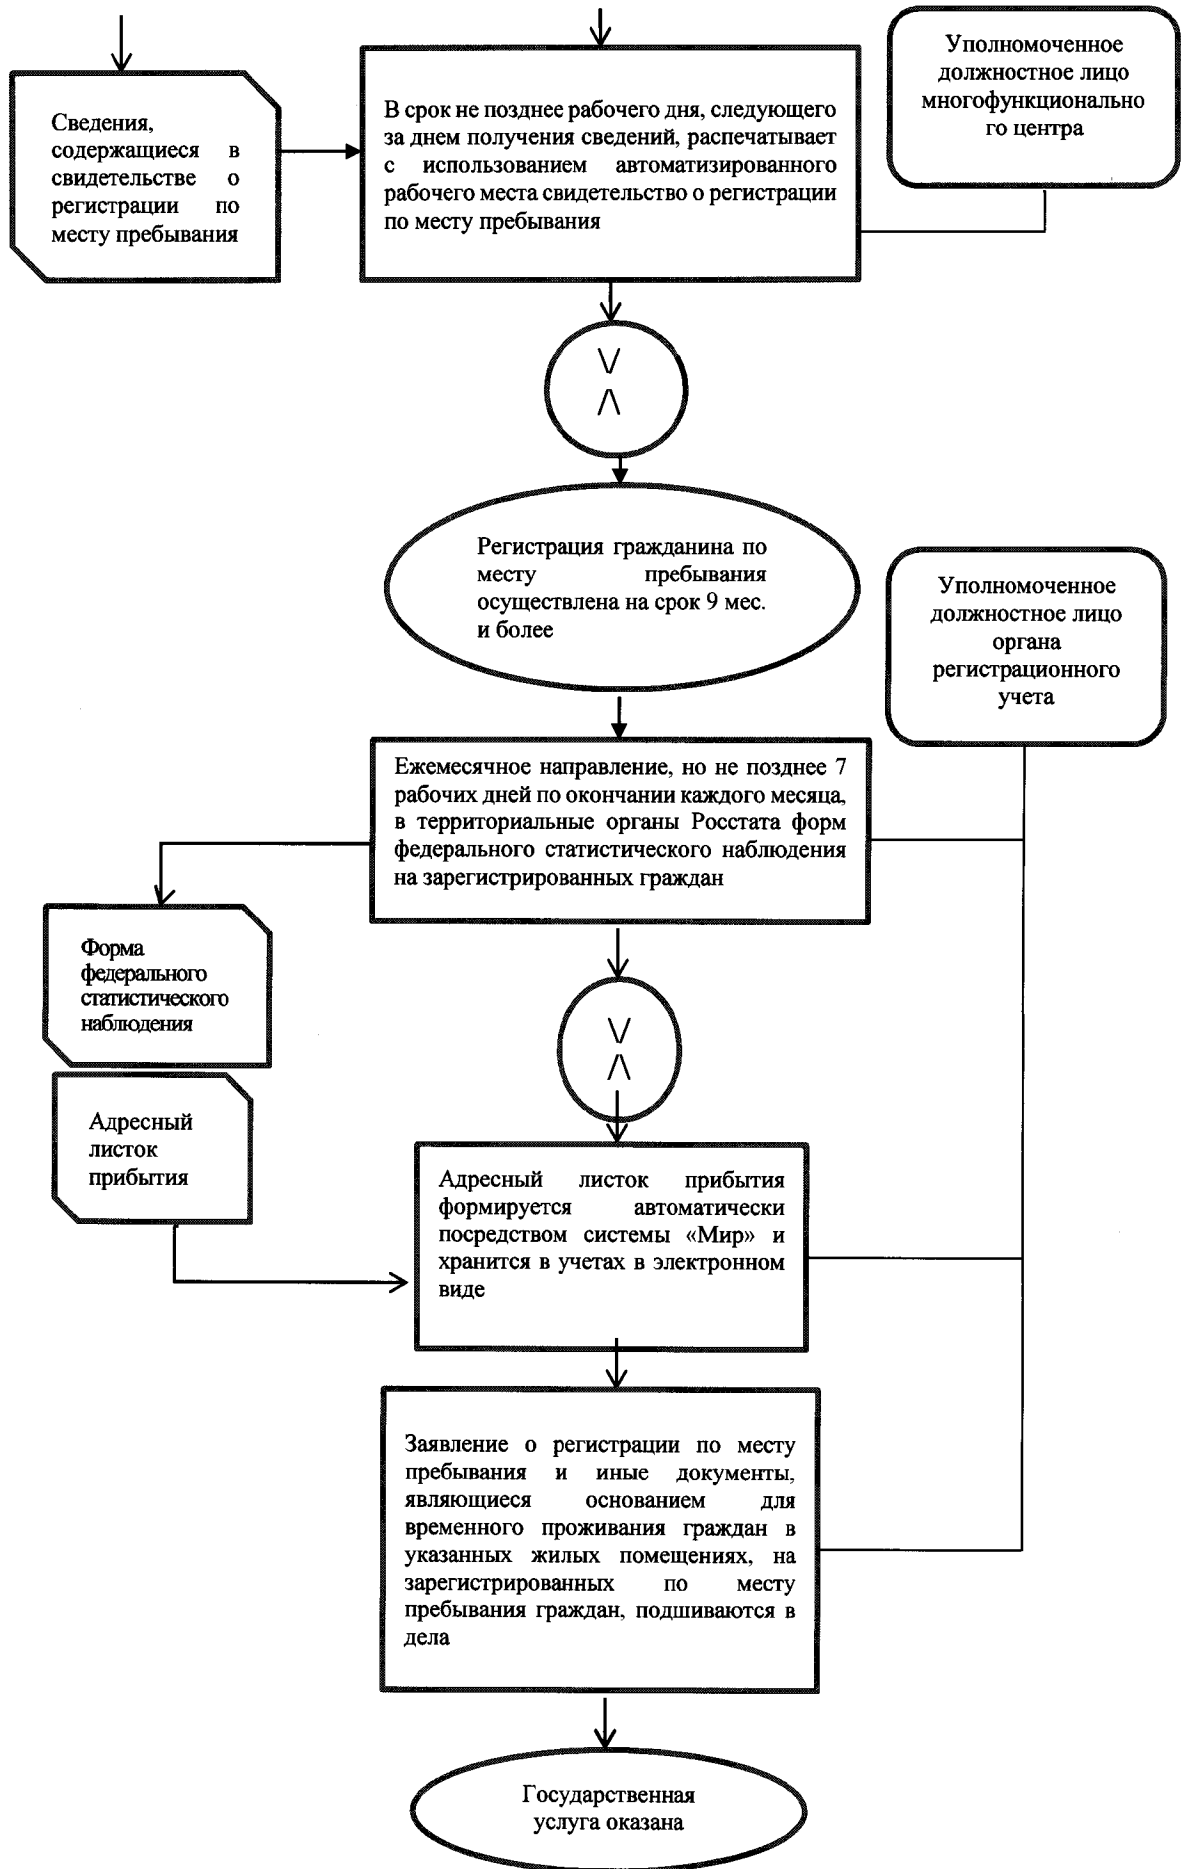 Сведения,
содержащиеся в
свидетельстве о
регистрации по
месту пребывания
В срок не позднее рабочего дня, следующего
за днем получения сведений, распечатывает
с использованием автоматизированного
рабочего места свидетельство о регистрации
по месту пребывания
Уполномоченное
должностное лицо
многофункционально
го центра
Регистрация гражданина по
месту пребывания
осуществлена на срок 9 мес.
и более
Уполномоченное
должностное лицо
органа
регистрационного
учета
Ежемесячное направление, но не позднее 7
рабочих дней по окончании каждого месяца,
в территориальные органы Росстата форм
федерального статистического наблюдения
на зарегистрированных граждан
Форма
федерального
статистического
наблюдения
Адресный
листок
прибытия
Адресный листок прибытия
формируется автоматически
посредством системы «Мир» и
хранится в учетах в электронном
виде
Заявление о регистрации по месту
пребывания и иные документы,
являющиеся основанием для
временного проживания граждан в
указанных жилых помещениях, на
зарегистрированных по месту
пребывания граждан, подшиваются в
дела
Государственная
услуга оказана